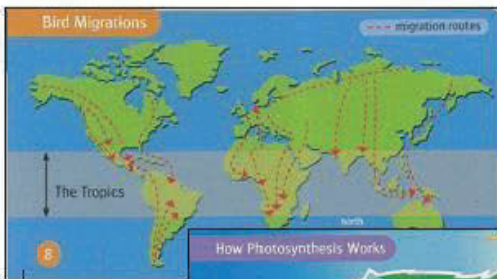 Bird Migrations
migration routes
The Tropics
north
8
How Photosynthesis Works